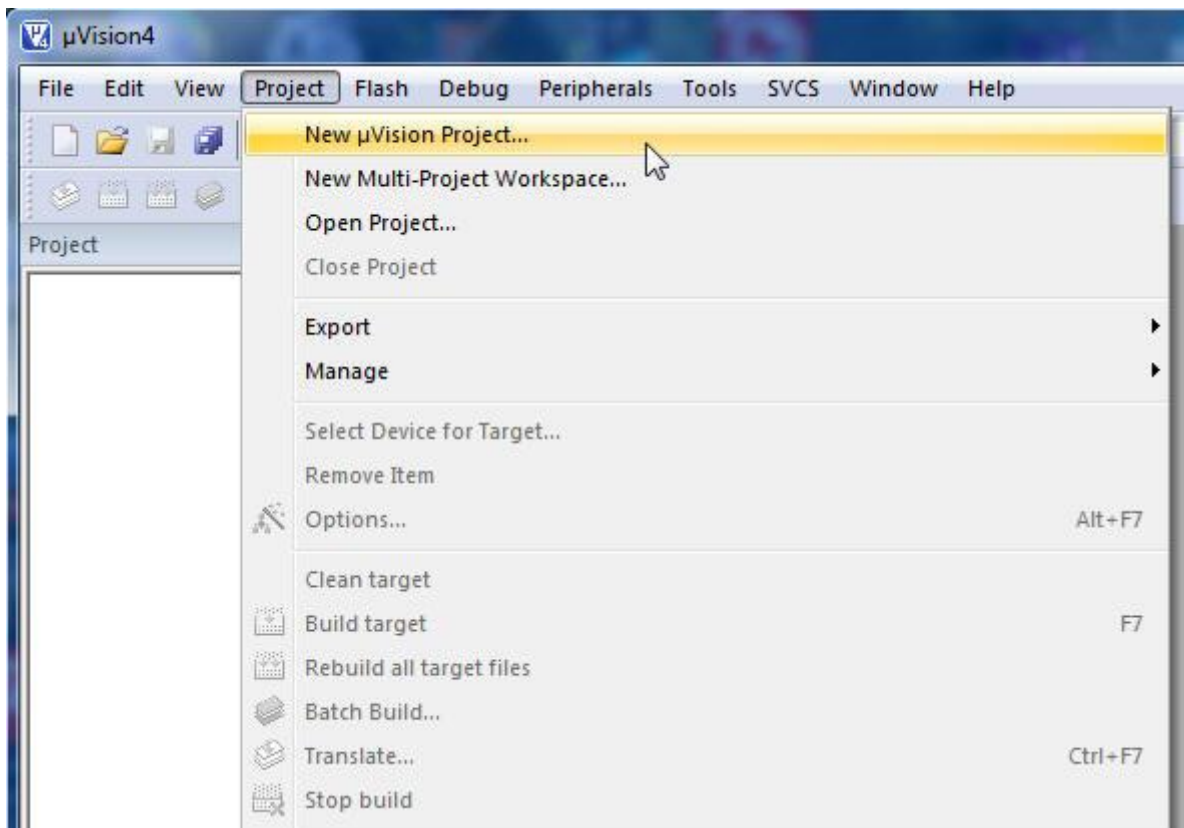 µVision4
File Edit View Project Flash Debug Peripherals Tools SVCS Window Help
New µVision Project...
New Multi-Project Workspace...
Open Project...
Project
Close Project
Export
Manage
Select Device for Target...
Remove Item
Options... Alt+F7
Clean target
Build target F7
Rebuild all target files
Batch Build...
Translate... Ctrl+F7
Stop build